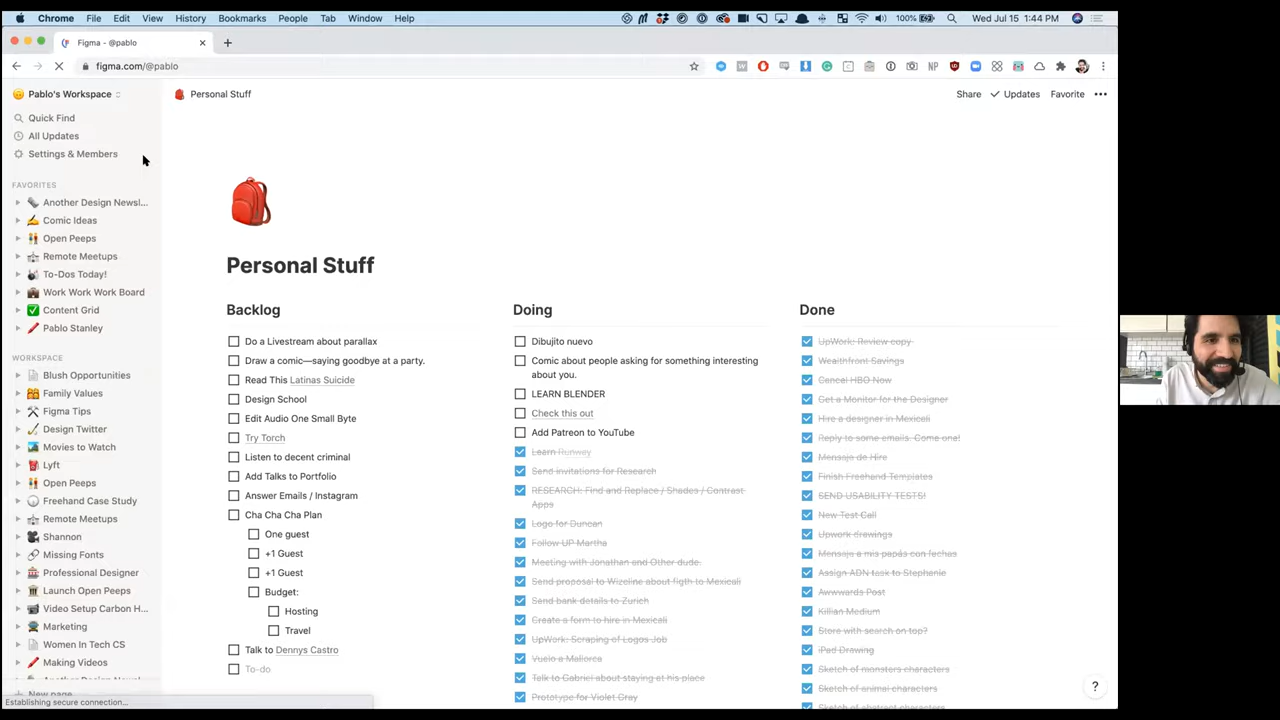 Chrome File Edit View History Bookmarks People Tab Window Help 100% Wed Jul 15 1:44 PM
Figma - @pablo
figma.com/@pablo
NP
Pablo's Workspace
Quick Find
All Updates
Settings & Members
FAVORITES
Another Design Newsl...
Comic Ideas
Open Peeps
Remote Meetups
To-Dos Today!
Work Work Work Board
Content Grid
Pablo Stanley
WORKSPACE
Blush Opportunities
Family Values
Figma Tips
Design Twitter
Movies to Watch
Lyft
Open Peeps
Freehand Case Study
Remote Meetups
Shannon
Missing Fonts
Professional Designer
Launch Open Peeps
Video Setup Carbon H...
Marketing
Women In Tech CS
Making Videos
Establishing secure connection...
Personal Stuff
Share Updates Favorite
Personal Stuff
Backlog
Do a Livestream about parallax
Draw a comic—saying goodbye at a party.
Read This Latinas Suicide
Design School
Edit Audio One Small Byte
Try Torch
Listen to decent criminal
Add Talks to Portfolio
Answer Emails / Instagram
Cha Cha Cha Plan
One guest
+1 Guest
+1 Guest
Budget:
Hosting
Travel
Talk to Dennys Castro
To-do
Doing
Dibujito nuevo
Comic about people asking for something interesting
about you.
LEARN BLENDER
Check this out
Add Patreon to YouTube
Learn Runway
Send invitations for Research
RESEARCH: Find and Replace / Shades / Contrast
Apps
Logo for Duncan
Follow UP Martha
Meeting with Jonathan and Other dude.
Send proposal to Wizeline about figth to Mexicali
Send bank details to Zurich
Create a form to hire in Mexicali
UpWork: Scraping of Logos Job
Vuelo a Mallorca
Talk to Gabriel about staying at his place
Prototype for Violet Gray
Done
UpWork: Review copy
Wealthfront Savings
Cancel HBO Now
Get a Monitor for the Designer
Hire a designer in Mexicali
Reply to some emails. Come one!
Mensaje de Hire
Finish Freehand Templates
SEND USABILITY TESTS!
New Test Call
Upwork drawings
Mensaje a mis papás con fechas
Assign ADN task to Stephanie
Awwwards Post
Killian Medium
Store with search on top?
iPad Drawing
Sketch of monsters characters
Sketch of animal characters
Sketch of abstract characters
?